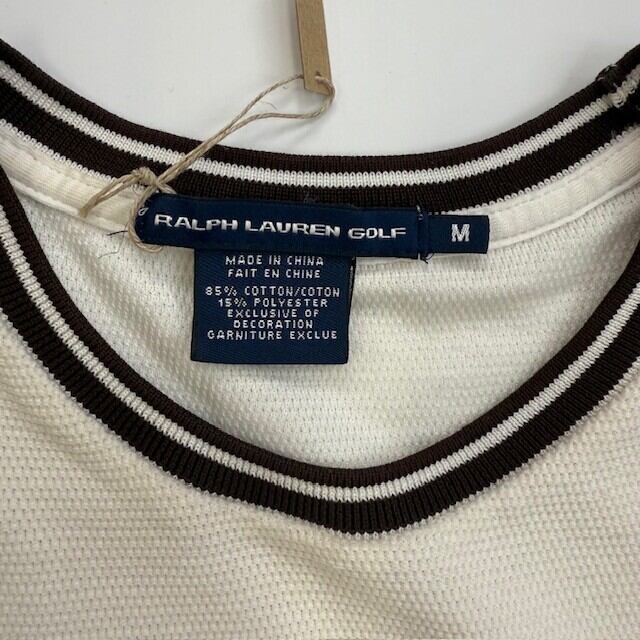 RALPH LAUREN GOLF M
MADE IN CHINA
FAIT EN CHINE
85% COTTON/COTON
15% POLYESTER
EXCLUSIVE OF
DECORATION
GARNITURE EXCLUE